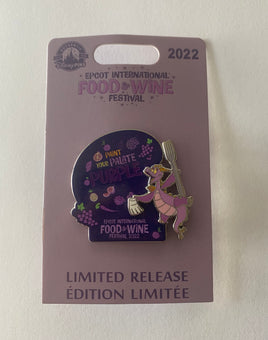 2022
EPCOT INTERNATIONAL
FOOD & WINE
FESTIVAL
PAINT
YOUR PALATE
PURPLE
EPCOT INTERNATIONAL
FOOD & WINE
FESTIVAL 2022
LIMITED RELEASE
ÉDITION LIMITÉE